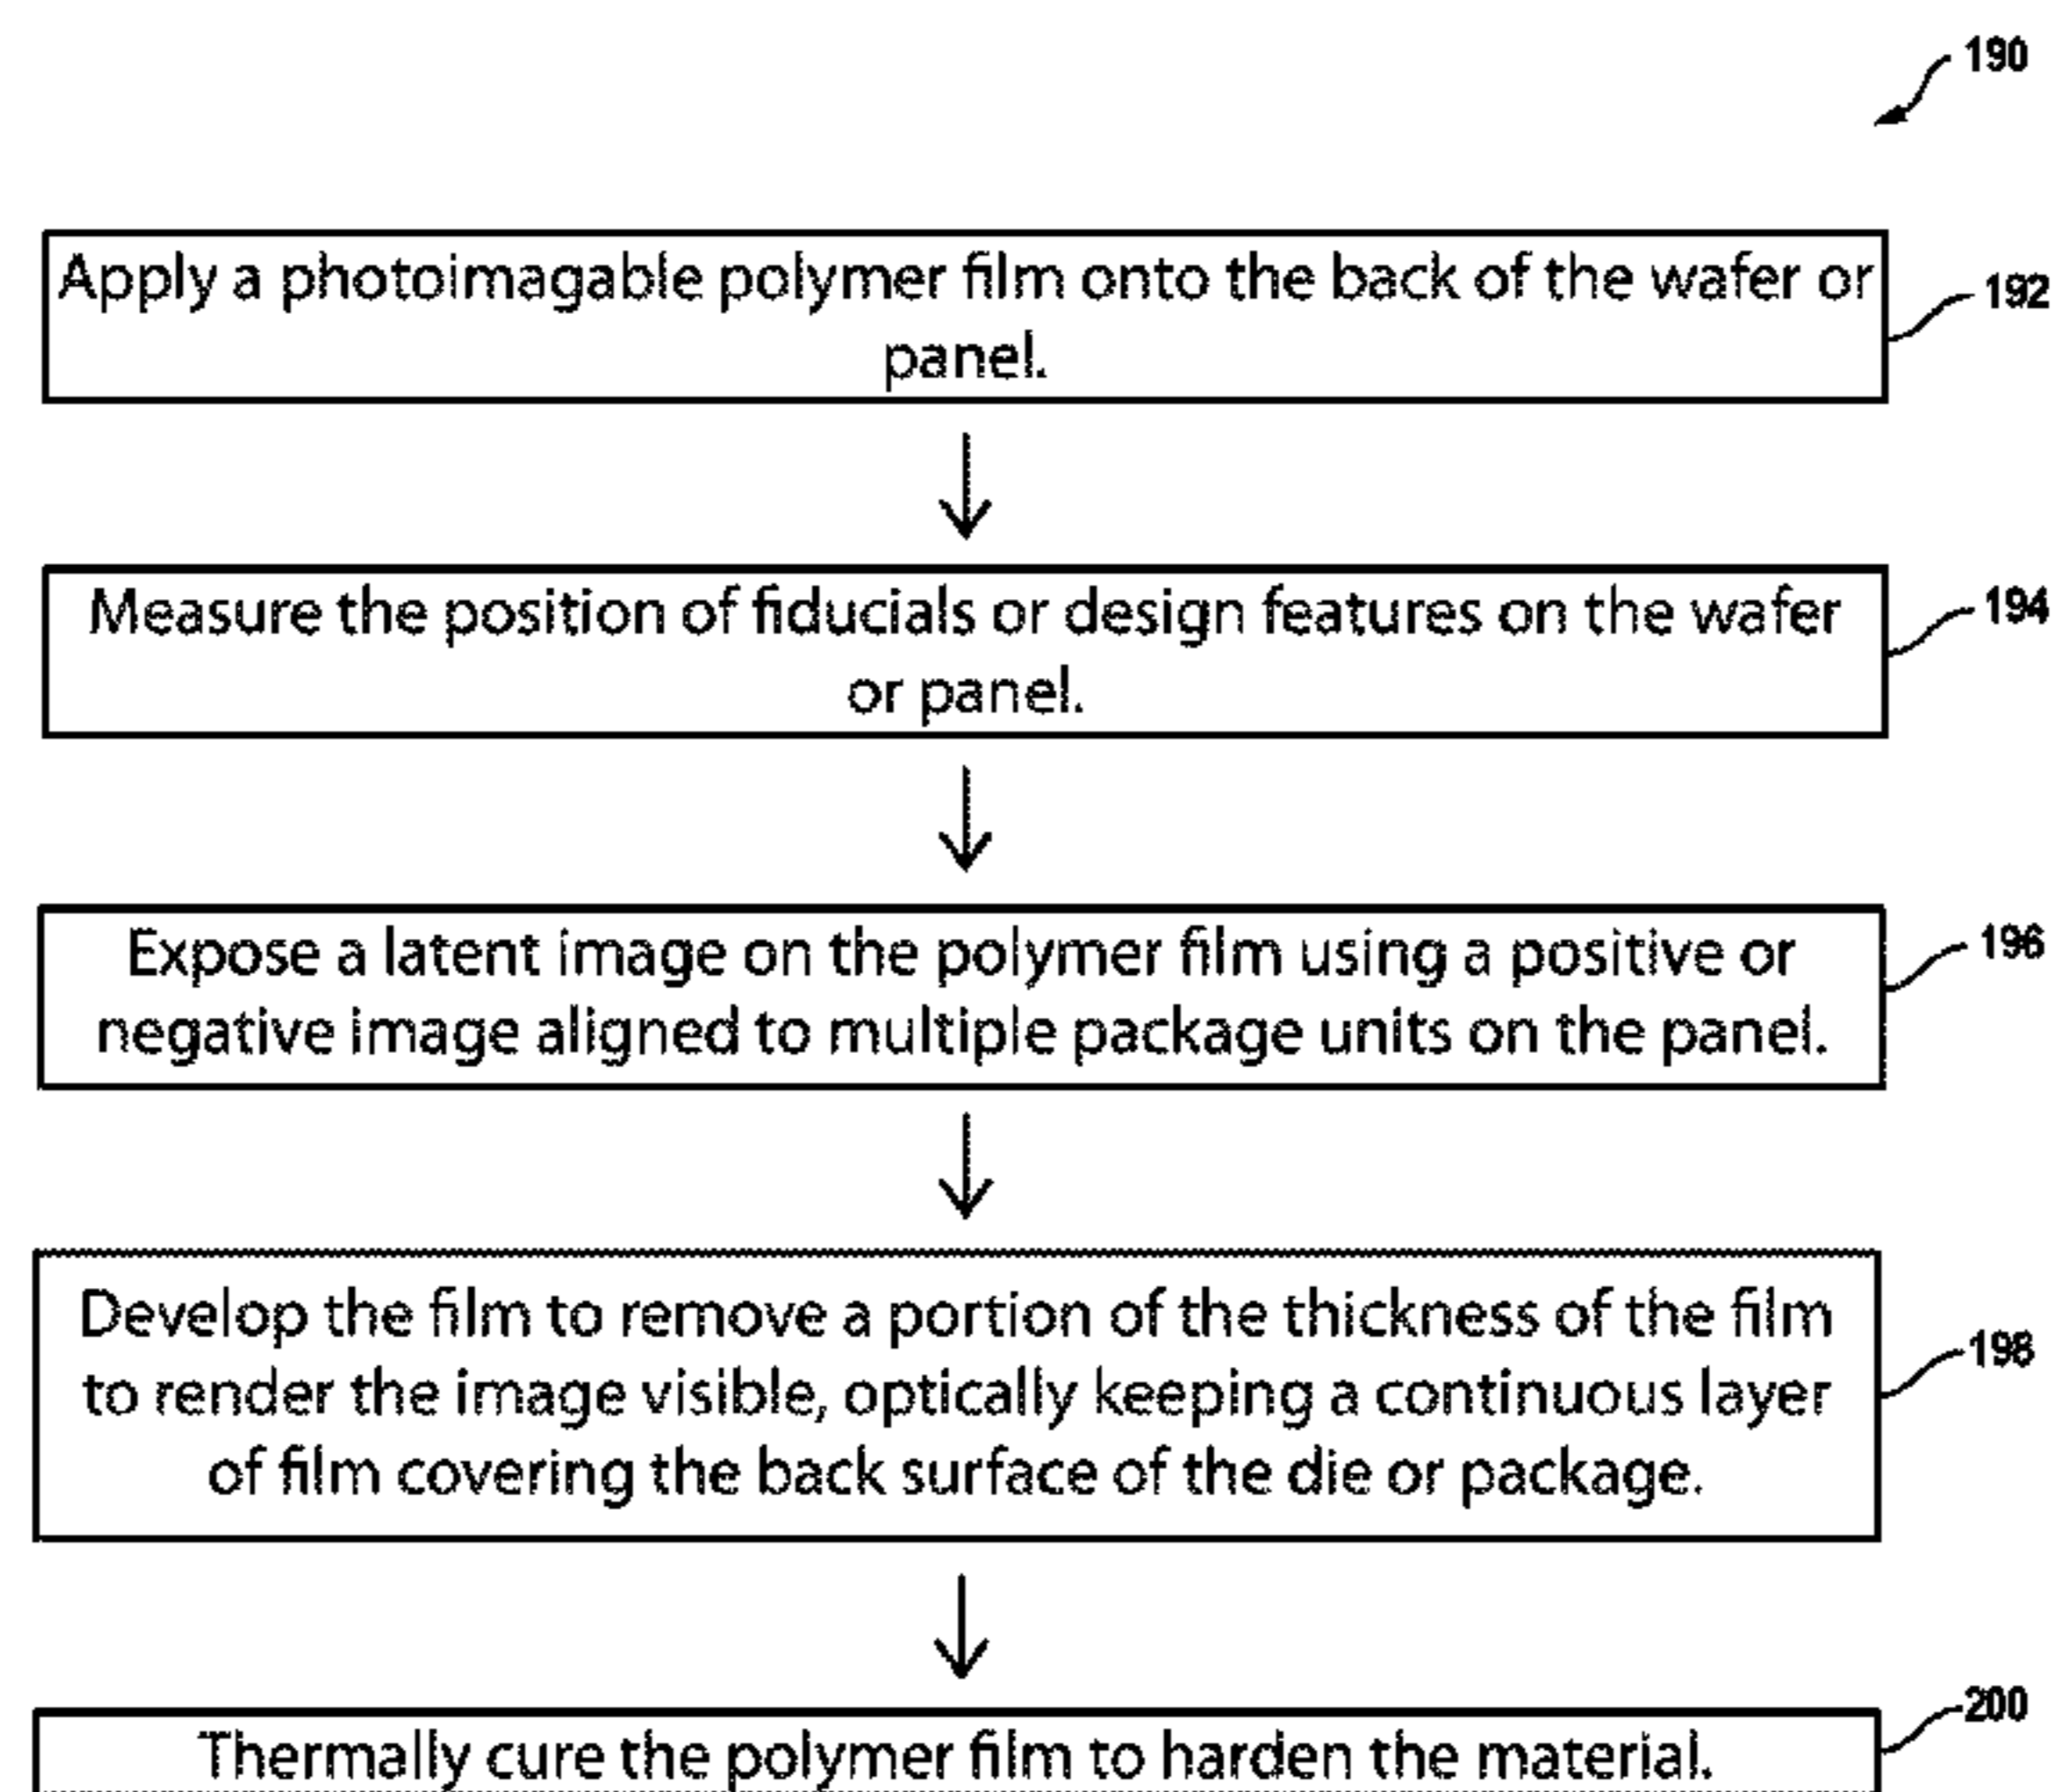 190
Apply a photoimagable polymer film onto the back of the wafer or
panel.
192
Measure the position of fiducials or design features on the wafer
or panel.
194
Expose a latent image on the polymer film using a positive or
negative image aligned to multiple package units on the panel.
196
Develop the film to remove a portion of the thickness of the film
to render the image visible, optically keeping a continuous layer
of film covering the back surface of the die or package.
198
Thermally cure the polymer film to harden the material.
200